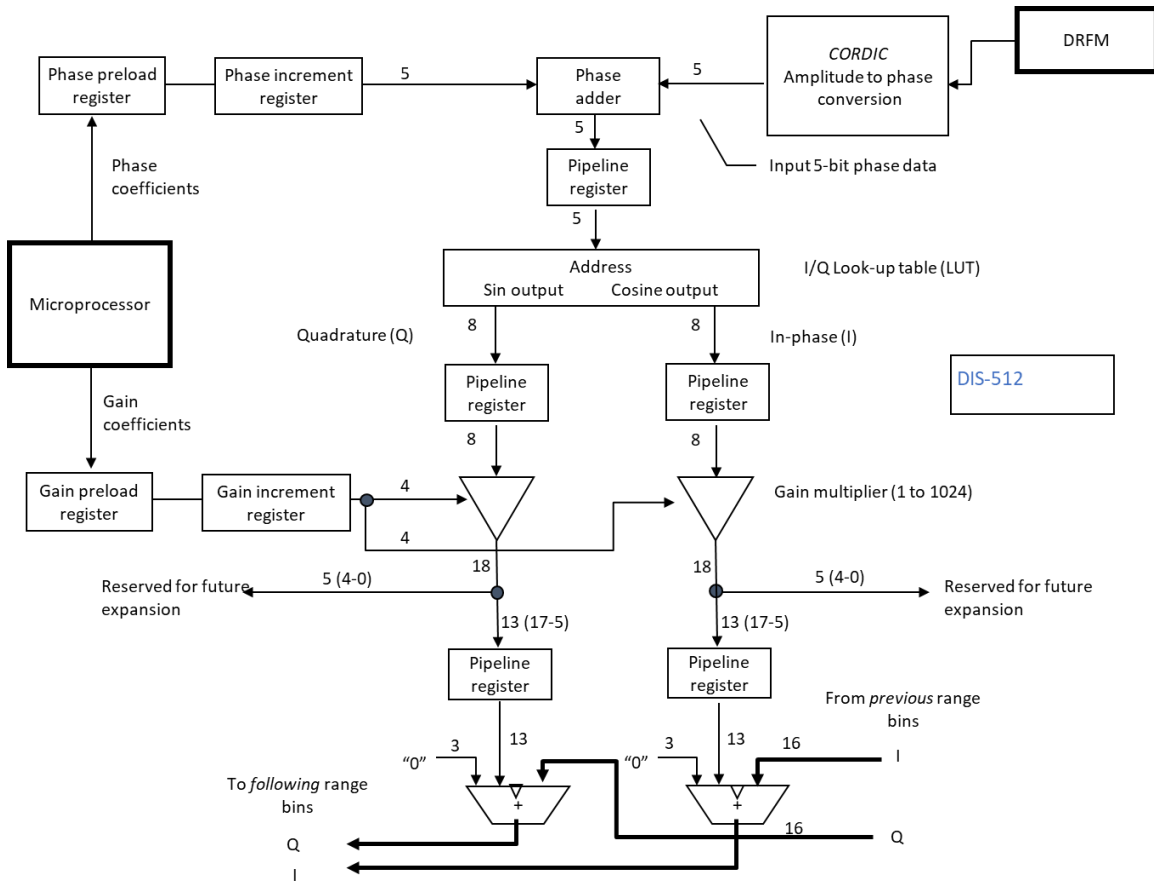 DRFM
CORDIC
Amplitude to phase
conversion
Phase preload
register
Phase increment
register
5
Phase
adder
5
5
Input 5-bit phase data
Phase
coefficients
Pipeline
register
5
Microprocessor
Address
Sin output
Cosine output
I/Q Look-up table (LUT)
Quadrature (Q)
8
8
In-phase (I)
Pipeline
register
Pipeline
register
DIS-512
Gain
coefficients
8
8
Gain preload
register
Gain increment
register
4
4
Gain multiplier (1 to 1024)
18
18
Reserved for future
expansion
5 (4-0)
5 (4-0)
Reserved for future
expansion
13 (17-5)
13 (17-5)
Pipeline
register
Pipeline
register
From previous range
bins
"0"
3
13
"0"
3
13
16
I
To following range
bins
+
+
16
Q
Q
I